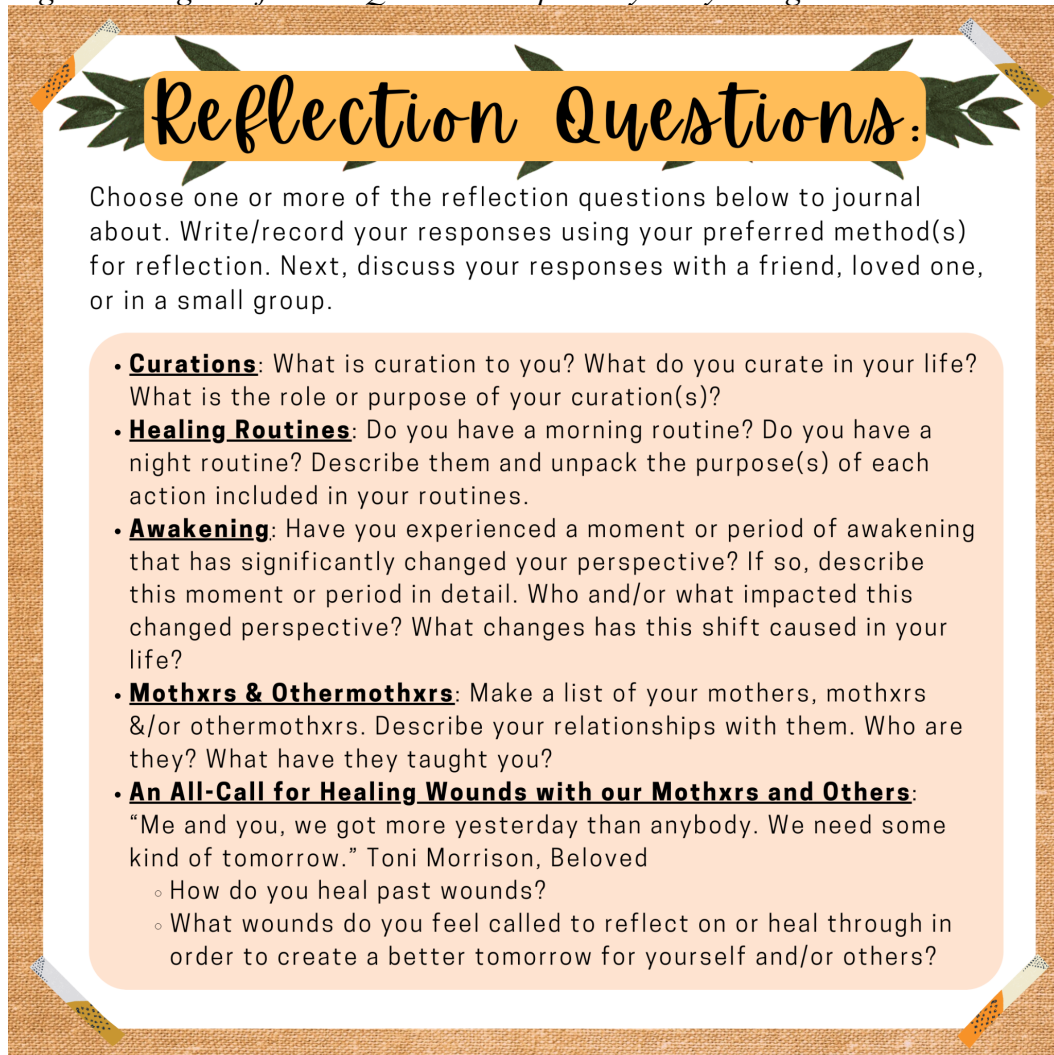 Reflection Questions:
Choose one or more of the reflection questions below to journal
about. Write/record your responses using your preferred method(s)
for reflection. Next, discuss your responses with a friend, loved one,
or in a small group.
• Curations: What is curation to you? What do you curate in your life?
What is the role or purpose of your curation(s)?
• Healing Routines: Do you have a morning routine? Do you have a
night routine? Describe them and unpack the purpose(s) of each
action included in your routines.
• Awakening: Have you experienced a moment or period of awakening
that has significantly changed your perspective? If so, describe
this moment or period in detail. Who and/or what impacted this
changed perspective? What changes has this shift caused in your
life?
• Mothxrs & Othermothxrs: Make a list of your mothers, mothxrs
&/or othermothxrs. Describe your relationships with them. Who are
they? What have they taught you?
• An All-Call for Healing Wounds with our Mothxrs and Others:
“Me and you, we got more yesterday than anybody. We need some
kind of tomorrow.” Toni Morrison, Beloved
◦ How do you heal past wounds?
◦ What wounds do you feel called to reflect on or heal through in
order to create a better tomorrow for yourself and/or others?